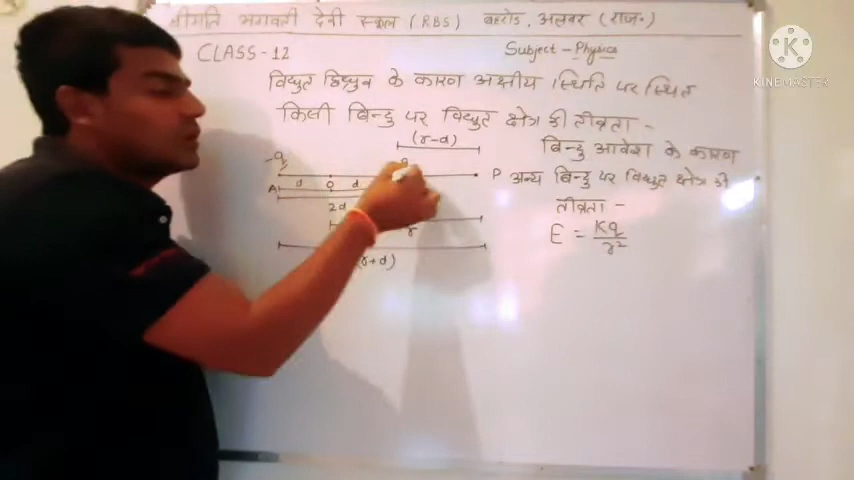 श्रीमति भगवती देवी स्कूल (RBS) बहरोड, अलवर (राज॰)
CLASS-12 Subject - Physics
विद्युत द्विध्रुव के कारण अक्षीय स्थिति पर स्थित
किसी बिन्दु पर विद्युत क्षेत्र की तीव्रता -
(r-d)
बिन्दु आवेश के कारण
-q
P अन्य बिन्दु पर विद्युत क्षेत्र की
A d O d
2d
तीव्रता -
r
E = Kq/r²
(r+d)
K
KINEMASTER